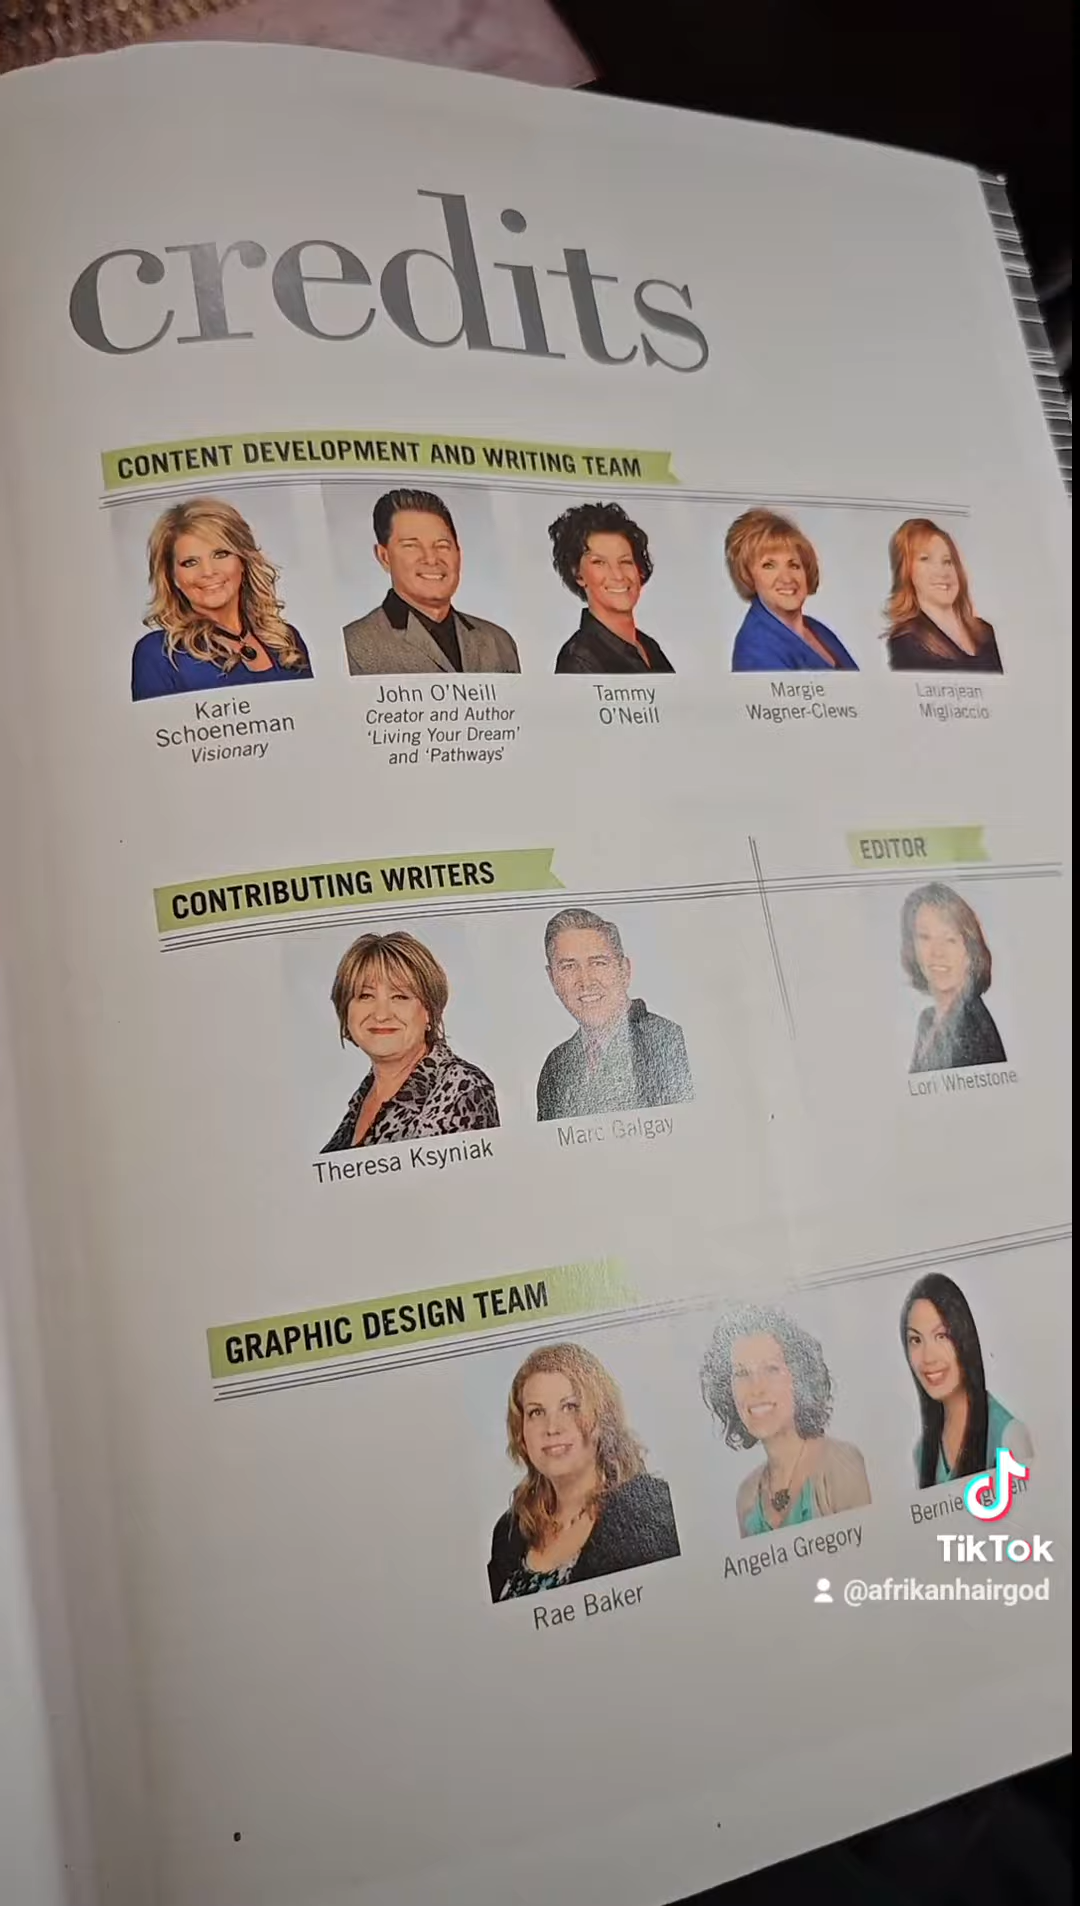 credits
CONTENT DEVELOPMENT AND WRITING TEAM
Karie
Schoeneman
Visionary
John O'Neill
Creator and Author
'Living Your Dream'
and 'Pathways'
Tammy
O'Neill
Margie
Wagner-Clews
Laurajean
Migliaccio
CONTRIBUTING WRITERS
Theresa Ksyniak
Marc Galgay
EDITOR
Lori Whetstone
GRAPHIC DESIGN TEAM
Rae Baker
Angela Gregory
Bernie
TikTok
@afrikanhairgod